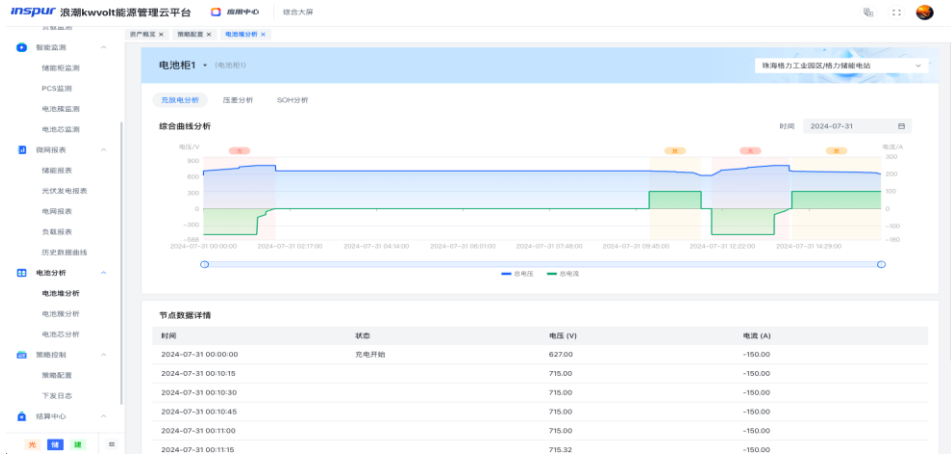 inspur 浪潮kwvolt能源管理云平台 应用中心 综合大屏
负载监测
智能监测
储能柜监测
PCS监测
电池簇监测
电池芯监测
微网报表
储能报表
光伏发电报表
电网报表
负载报表
历史数据曲线
电池分析
电池堆分析
电池簇分析
电池芯分析
策略控制
策略配置
下发日志
结算中心
光 储 建
资产概览 × 策略配置 × 电池堆分析 ×
电池柜1 (电池柜1) 珠海格力工业园区/格力储能电站
充放电分析 压差分析 SOH分析
综合曲线分析 时间 2024-07-31
电压/V 充 放 充 放 电流/A
900 300
600 200
300 100
0 0
-300 -100
-588 -150
2024-07-31 00:00:00 2024-07-31 02:17:00 2024-07-31 04:14:00 2024-07-31 06:01:00 2024-07-31 07:48:00 2024-07-31 09:45:00 2024-07-31 12:22:00 2024-07-31 14:29:00
总电压 总电流
节点数据详情
时间 状态 电压 (V) 电流 (A)
2024-07-31 00:00:00 充电开始 627.00 -150.00
2024-07-31 00:10:15 715.00 -150.00
2024-07-31 00:10:30 715.00 -150.00
2024-07-31 00:10:45 715.00 -150.00
2024-07-31 00:11:00 715.00 -150.00
2024-07-31 00:11:15 715.32 -150.00